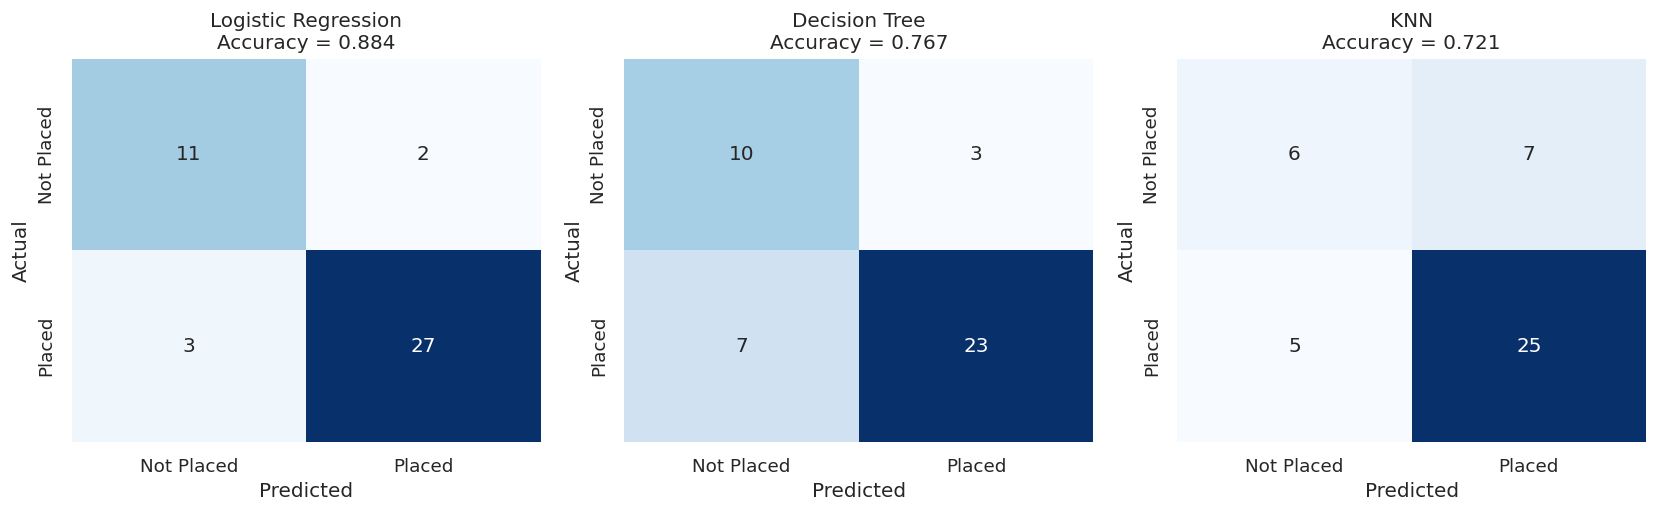 Logistic Regression
Accuracy = 0.884
Not Placed
Placed
Actual
11
2
3
27
Not Placed
Placed
Predicted
Decision Tree
Accuracy = 0.767
Not Placed
Placed
Actual
10
3
7
23
Not Placed
Placed
Predicted
KNN
Accuracy = 0.721
Not Placed
Placed
Actual
6
7
5
25
Not Placed
Placed
Predicted